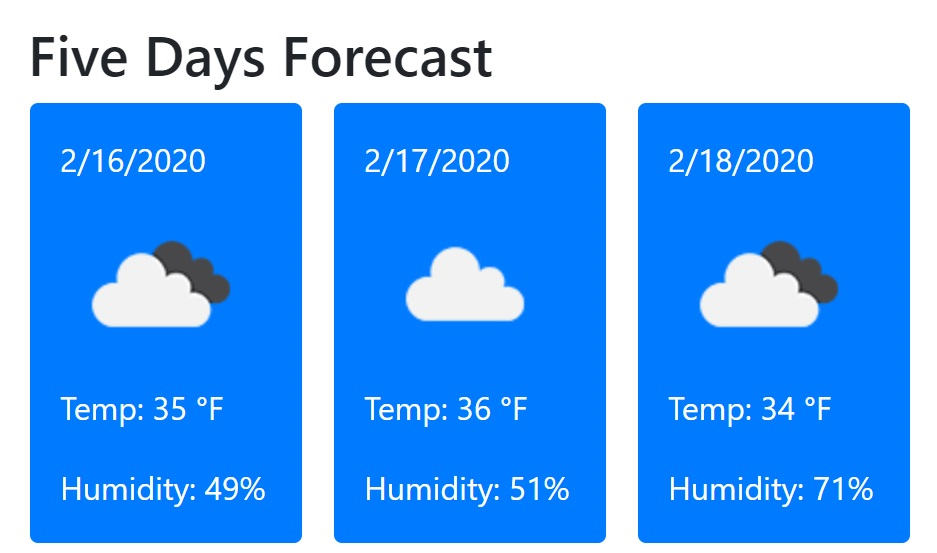 Five Days Forecast
2/16/2020
Temp: 35 °F
Humidity: 49%
2/17/2020
Temp: 36 °F
Humidity: 51%
2/18/2020
Temp: 34 °F
Humidity: 71%